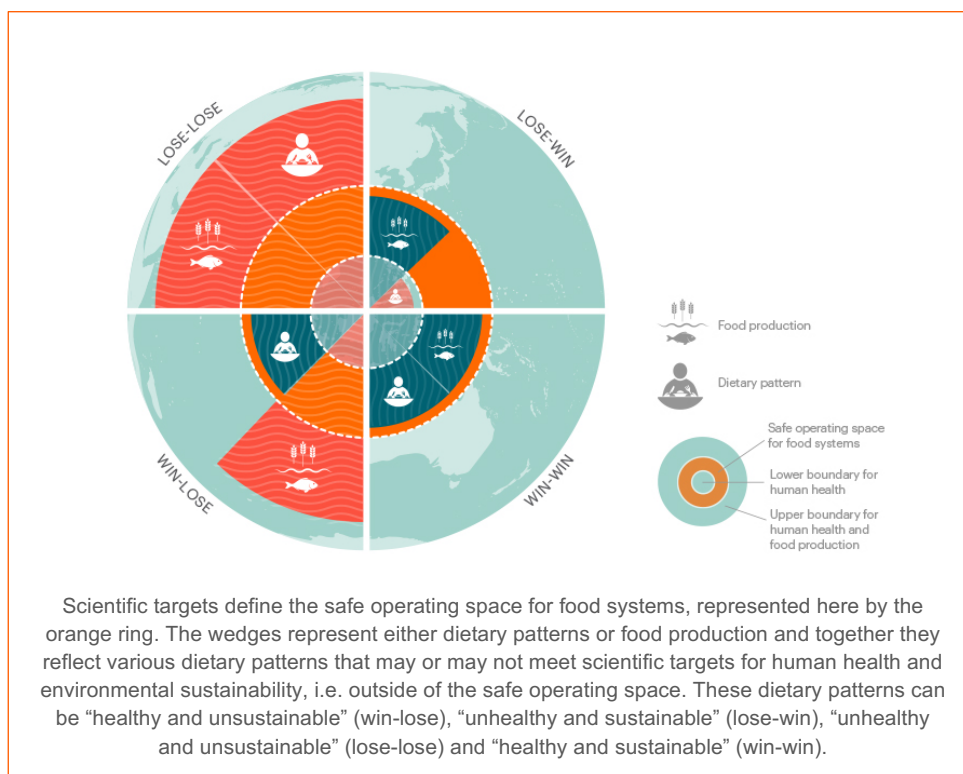 LOSE-LOSE
LOSE-WIN
WIN-LOSE
WIN-WIN
Food production
Dietary pattern
Safe operating space
for food systems
Lower boundary for
human health
Upper boundary for
human health and
food production
Scientific targets define the safe operating space for food systems, represented here by the
orange ring. The wedges represent either dietary patterns or food production and together they
reflect various dietary patterns that may or may not meet scientific targets for human health and
environmental sustainability, i.e. outside of the safe operating space. These dietary patterns can
be “healthy and unsustainable” (win-lose), “unhealthy and sustainable” (lose-win), “unhealthy
and unsustainable” (lose-lose) and “healthy and sustainable” (win-win).